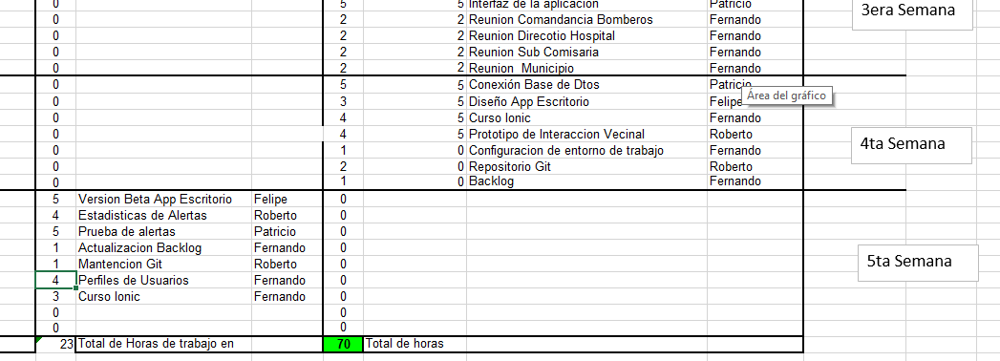 0 5 5 Interfaz de la aplicacion Patricio
3era Semana
0 2 2 Reunion Comandancia Bomberos Fernando
0 2 2 Reunion Direcotio Hospital Fernando
0 2 2 Reunion Sub Comisaria Fernando
0 2 2 Reunion Municipio Fernando
0 5 5 Conexión Base de Dtos Patricio
Área del gráfico
0 3 5 Diseño App Escritorio Felipe
0 4 5 Curso Ionic Fernando
0 4 5 Prototipo de Interaccion Vecinal Roberto
4ta Semana
0 1 0 Configuracion de entorno de trabajo Fernando
0 2 0 Repositorio Git Roberto
0 1 0 Backlog Fernando
5 Version Beta App Escritorio Felipe 0
4 Estadisticas de Alertas Roberto 0
5 Prueba de alertas Patricio 0
1 Actualizacion Backlog Fernando 0
5ta Semana
1 Mantencion Git Roberto 0
4 Perfiles de Usuarios Fernando 0
3 Curso Ionic Fernando 0
0 0
0 0
23 Total de Horas de trabajo en 70 Total de horas